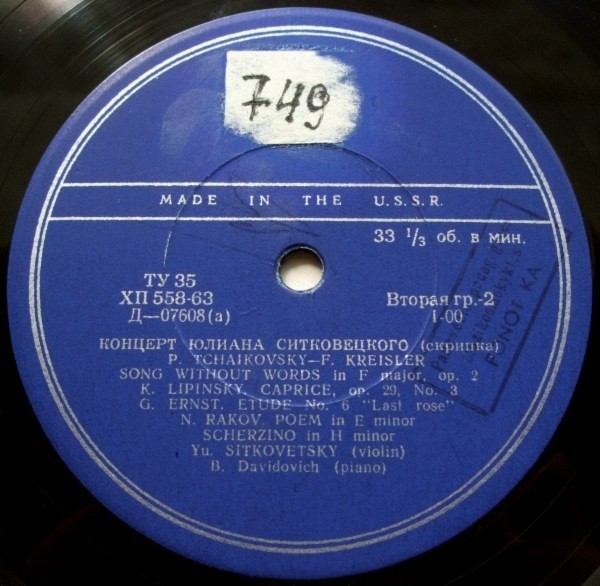 749
MADE IN THE U.S.S.R.
33 1/3 об. в мин.
ТУ 35
ХП 558-63
Д—07608(а)
Вторая гр.-2
1-00
КОНЦЕРТ ЮЛИАНА СИТКОВЕЦКОГО (скрипка)
P. TCHAIKOVSKY—F. KREISLER
SONG WITHOUT WORDS in F major, op. 2
K. LIPINSKY. CAPRICE, op. 29, No. 3
G. ERNST. ETUDE No. 6 "Last rose"
N. RAKOV. POEM in E minor
SCHERZINO in H minor
Yu. SITKOVETSKY (violin)
B. Davidovich (piano)
FONOT KA